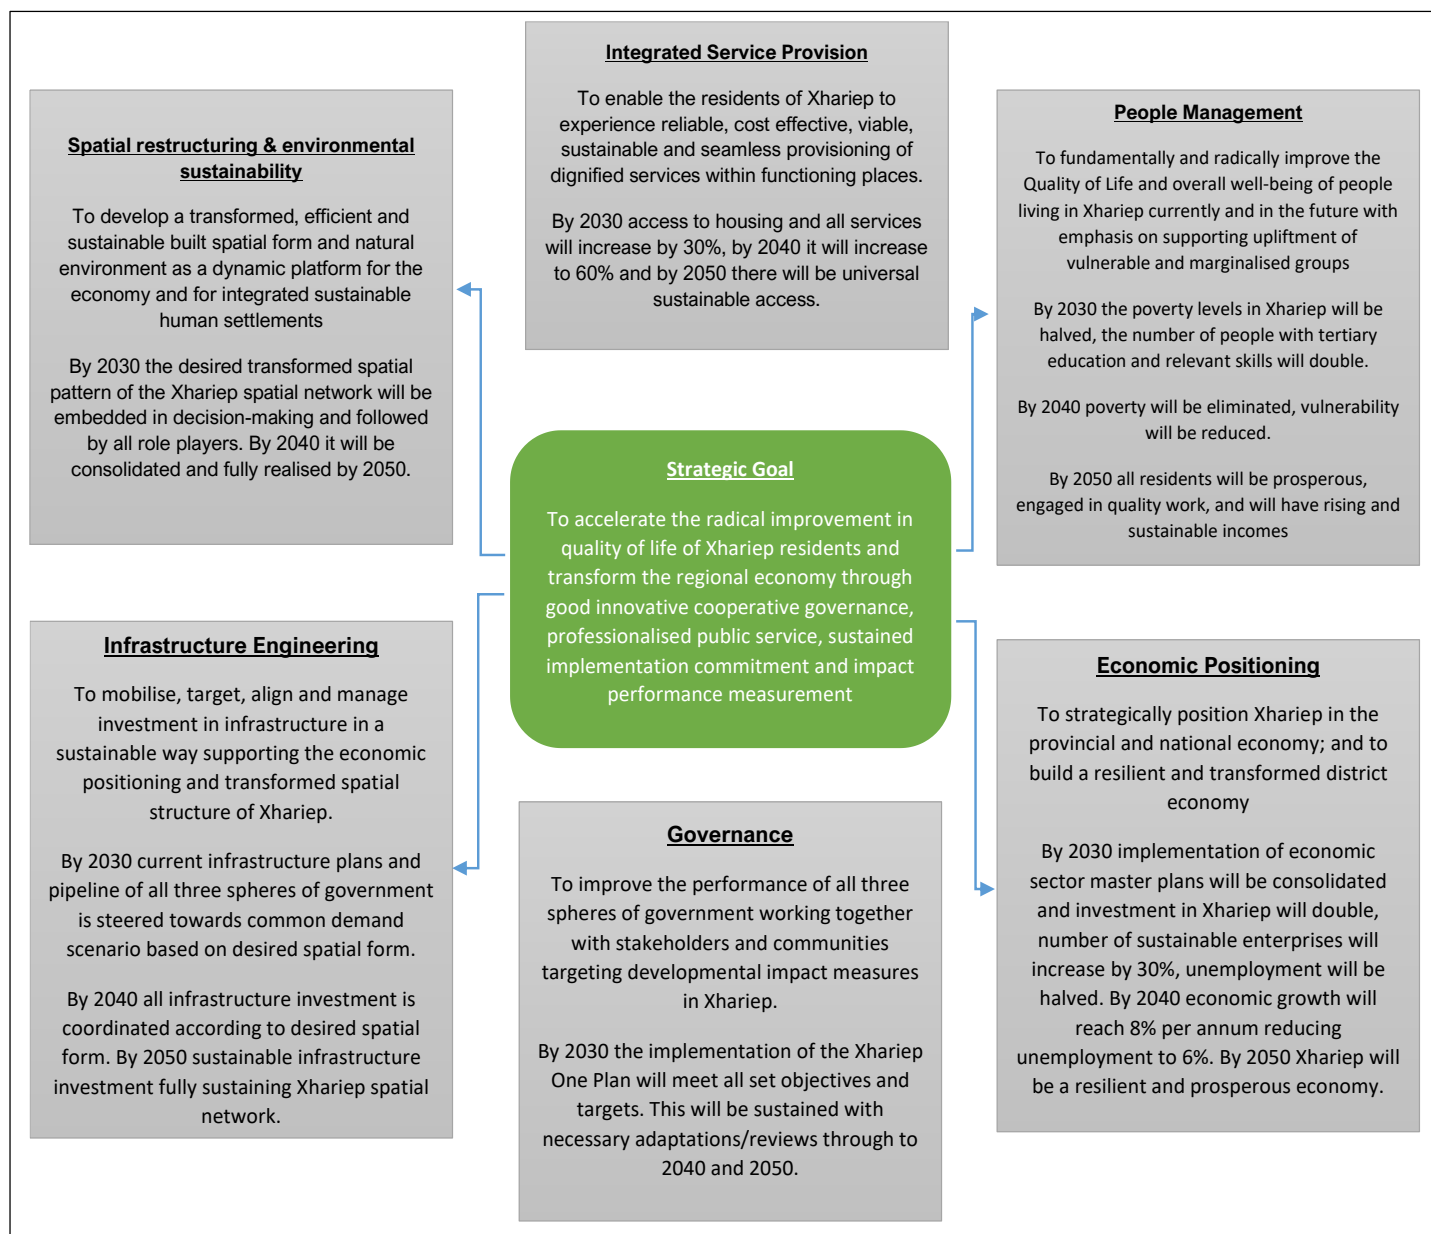 Integrated Service Provision
To enable the residents of Xhariep to
experience reliable, cost effective, viable,
sustainable and seamless provisioning of
dignified services within functioning places.
By 2030 access to housing and all services
will increase by 30%, by 2040 it will increase
to 60% and by 2050 there will be universal
sustainable access.
Spatial restructuring & environmental
sustainability
To develop a transformed, efficient and
sustainable built spatial form and natural
environment as a dynamic platform for the
economy and for integrated sustainable
human settlements
By 2030 the desired transformed spatial
pattern of the Xhariep spatial network will be
embedded in decision-making and followed
by all role players. By 2040 it will be
consolidated and fully realised by 2050.
People Management
To fundamentally and radically improve the
Quality of Life and overall well-being of people
living in Xhariep currently and in the future with
emphasis on supporting upliftment of
vulnerable and marginalised groups
By 2030 the poverty levels in Xhariep will be
halved, the number of people with tertiary
education and relevant skills will double.
By 2040 poverty will be eliminated, vulnerability
will be reduced.
By 2050 all residents will be prosperous,
engaged in quality work, and will have rising and
sustainable incomes
Strategic Goal
To accelerate the radical improvement in
quality of life of Xhariep residents and
transform the regional economy through
good innovative cooperative governance,
professionalised public service, sustained
implementation commitment and impact
performance measurement
Infrastructure Engineering
To mobilise, target, align and manage
investment in infrastructure in a
sustainable way supporting the economic
positioning and transformed spatial
structure of Xhariep.
By 2030 current infrastructure plans and
pipeline of all three spheres of government
is steered towards common demand
scenario based on desired spatial form.
By 2040 all infrastructure investment is
coordinated according to desired spatial
form. By 2050 sustainable infrastructure
investment fully sustaining Xhariep spatial
network.
Governance
To improve the performance of all three
spheres of government working together
with stakeholders and communities
targeting developmental impact measures
in Xhariep.
By 2030 the implementation of the Xhariep
One Plan will meet all set objectives and
targets. This will be sustained with
necessary adaptations/reviews through to
2040 and 2050.
Economic Positioning
To strategically position Xhariep in the
provincial and national economy; and to
build a resilient and transformed district
economy
By 2030 implementation of economic
sector master plans will be consolidated
and investment in Xhariep will double,
number of sustainable enterprises will
increase by 30%, unemployment will be
halved. By 2040 economic growth will
reach 8% per annum reducing
unemployment to 6%. By 2050 Xhariep will
be a resilient and prosperous economy.